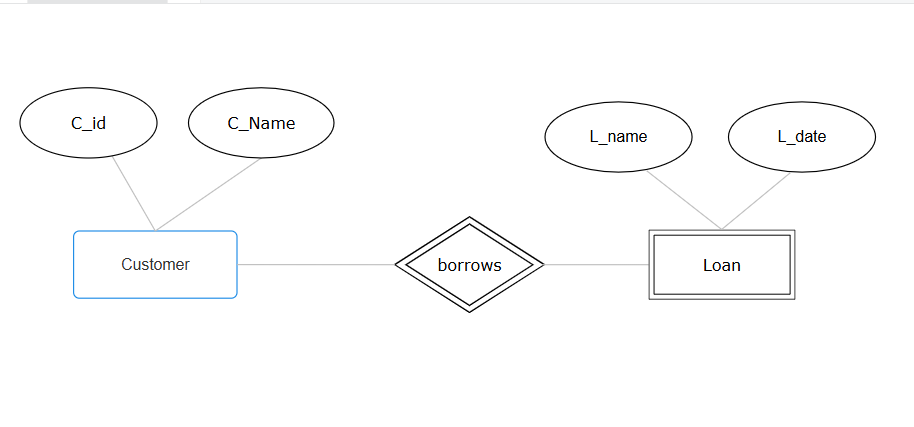 C_id
C_Name
L_name
L_date
Customer
borrows
Loan